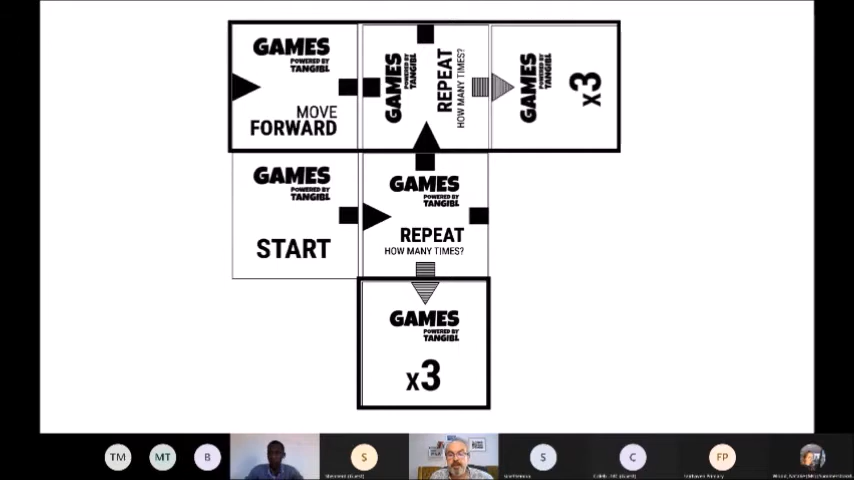 GAMES
POWERED BY
TANGIBL
MOVE
FORWARD
GAMES
POWERED BY
TANGIBL
REPEAT
HOW MANY TIMES?
GAMES
POWERED BY
TANGIBL
x3
GAMES
POWERED BY
TANGIBL
START
GAMES
POWERED BY
TANGIBL
REPEAT
HOW MANY TIMES?
GAMES
POWERED BY
TANGIBL
x3
TM
MT
B
S
S
C
FP